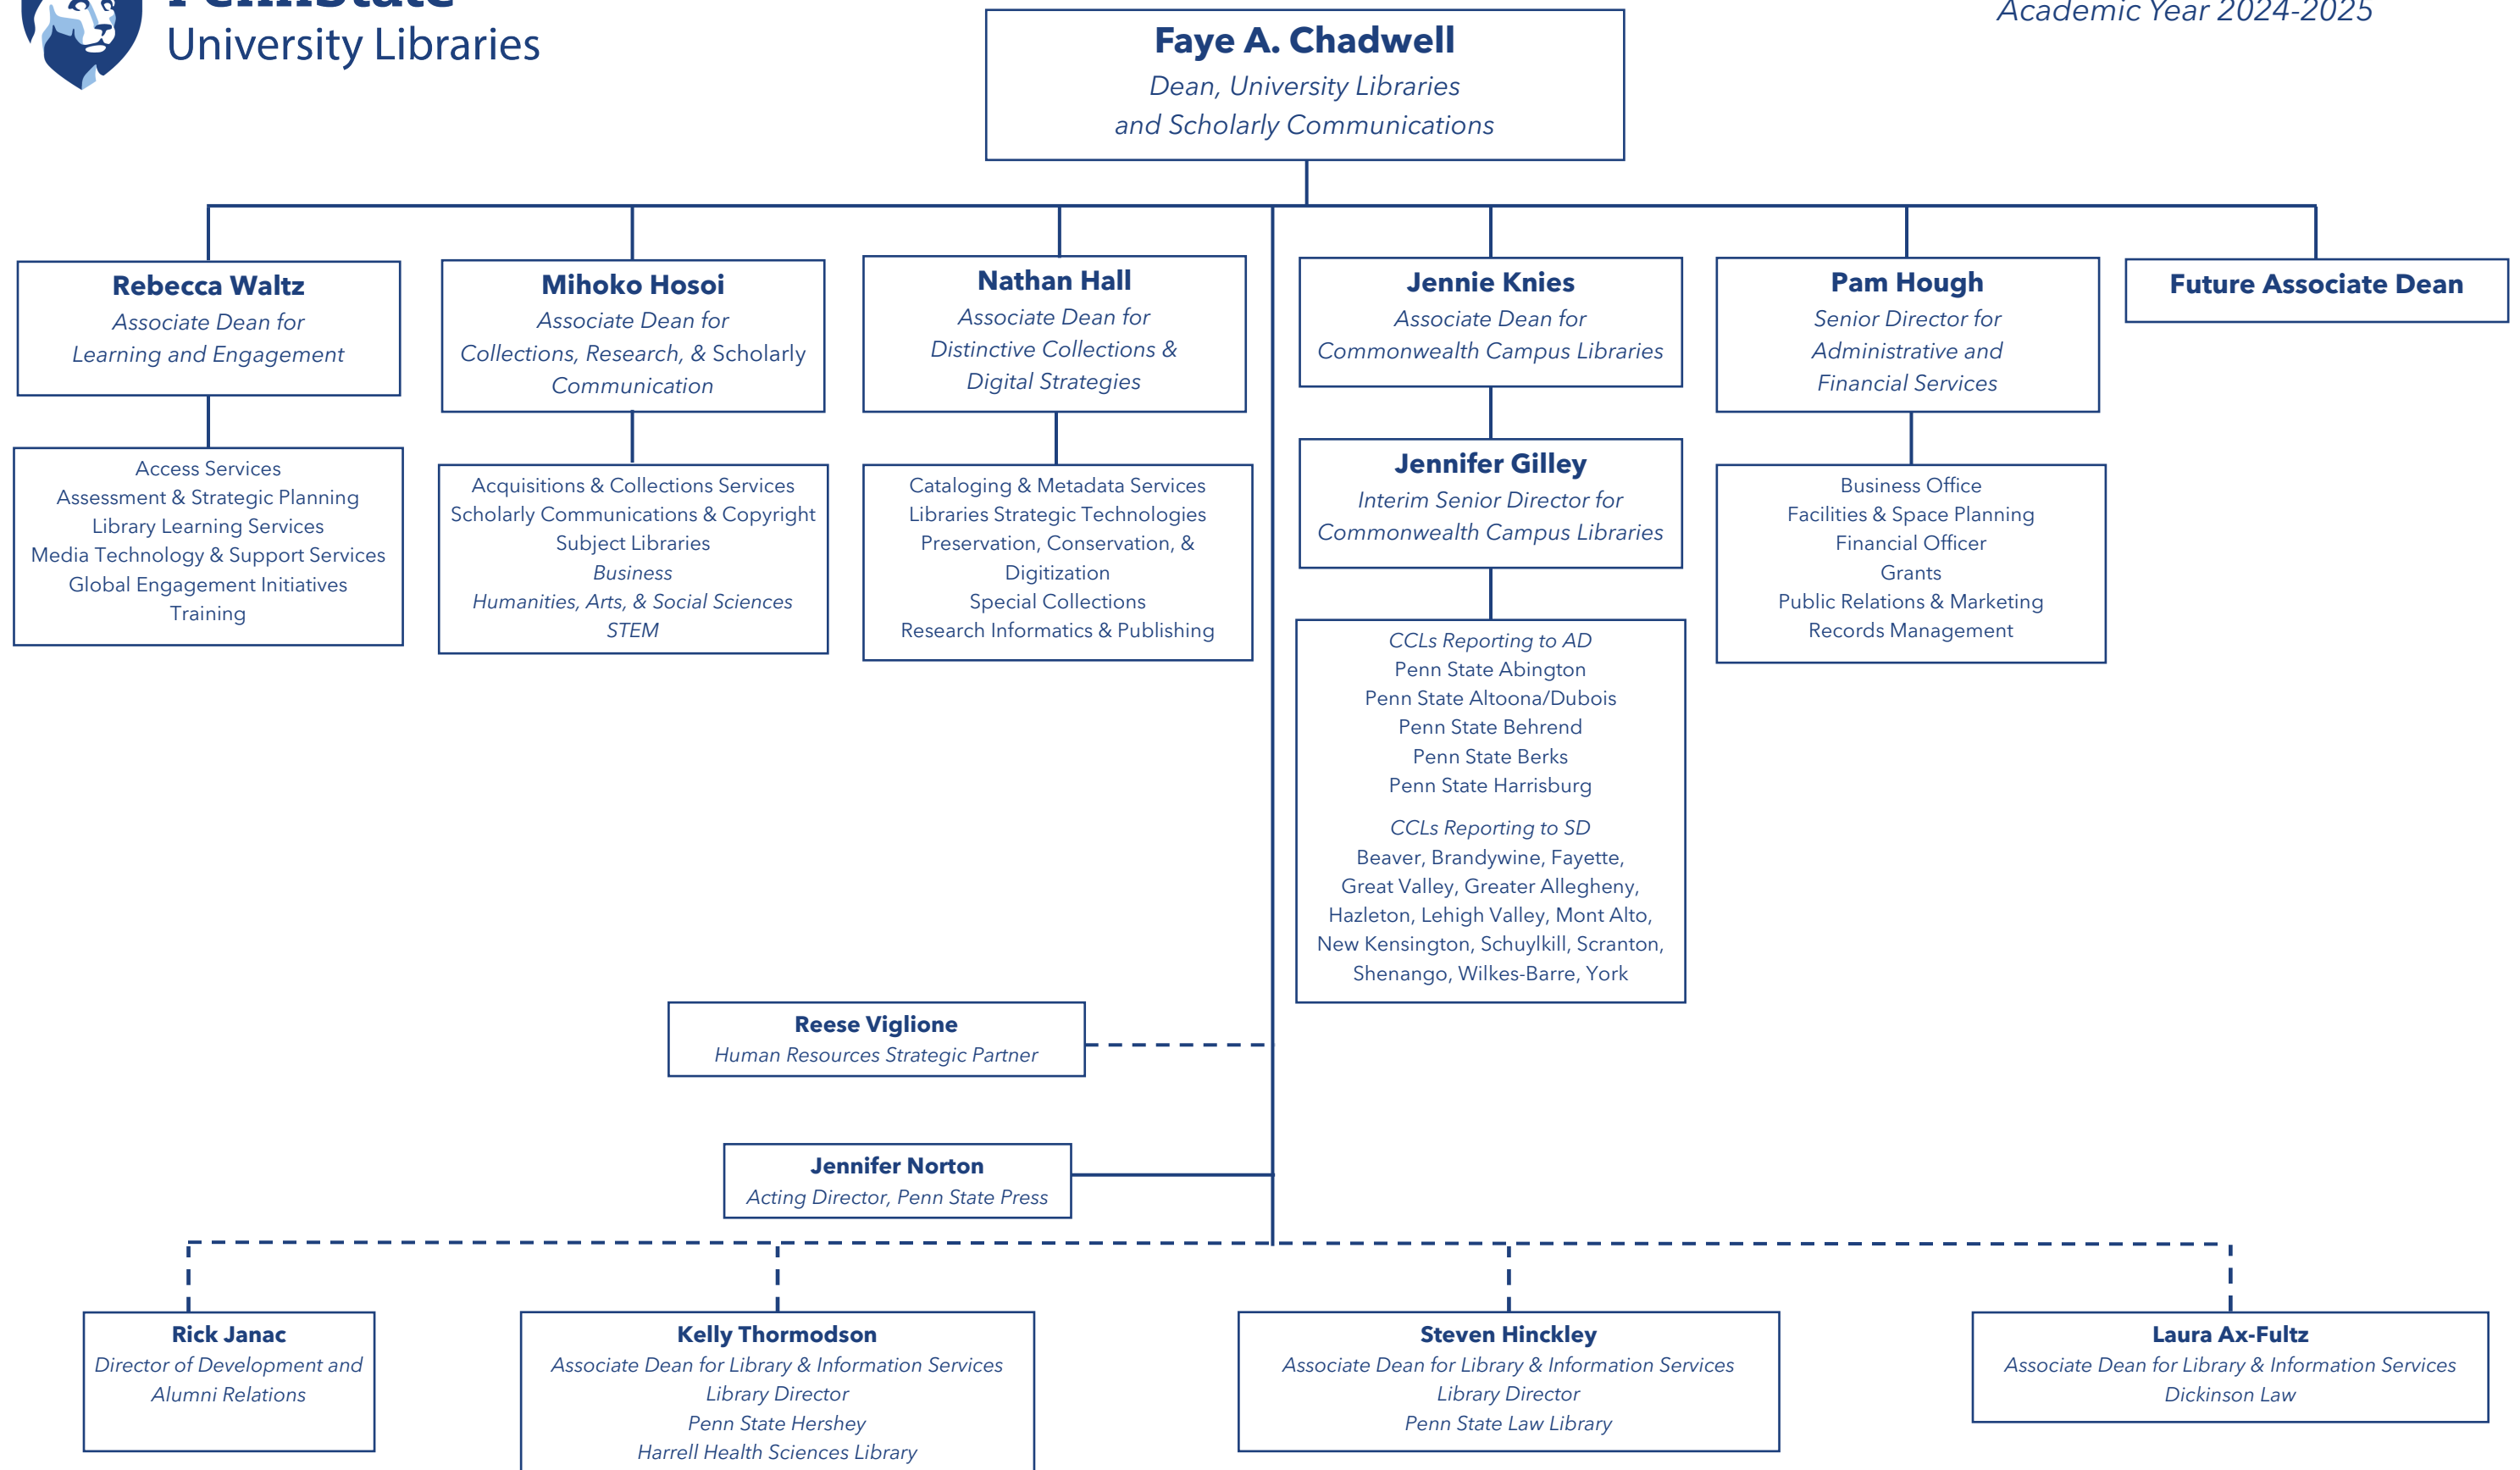 PennState
University Libraries
Academic Year 2024-2025
Faye A. Chadwell
Dean, University Libraries
and Scholarly Communications
Rebecca Waltz
Associate Dean for
Learning and Engagement
Access Services
Assessment & Strategic Planning
Library Learning Services
Media Technology & Support Services
Global Engagement Initiatives
Training
Mihoko Hosoi
Associate Dean for
Collections, Research, & Scholarly
Communication
Acquisitions & Collections Services
Scholarly Communications & Copyright
Subject Libraries
Business
Humanities, Arts, & Social Sciences
STEM
Nathan Hall
Associate Dean for
Distinctive Collections &
Digital Strategies
Cataloging & Metadata Services
Libraries Strategic Technologies
Preservation, Conservation, &
Digitization
Special Collections
Research Informatics & Publishing
Jennie Knies
Associate Dean for
Commonwealth Campus Libraries
Jennifer Gilley
Interim Senior Director for
Commonwealth Campus Libraries
CCLs Reporting to AD
Penn State Abington
Penn State Altoona/Dubois
Penn State Behrend
Penn State Berks
Penn State Harrisburg
CCLs Reporting to SD
Beaver, Brandywine, Fayette,
Great Valley, Greater Allegheny,
Hazleton, Lehigh Valley, Mont Alto,
New Kensington, Schuylkill, Scranton,
Shenango, Wilkes-Barre, York
Pam Hough
Senior Director for
Administrative and
Financial Services
Business Office
Facilities & Space Planning
Financial Officer
Grants
Public Relations & Marketing
Records Management
Future Associate Dean
Reese Viglione
Human Resources Strategic Partner
Jennifer Norton
Acting Director, Penn State Press
Rick Janac
Director of Development and
Alumni Relations
Kelly Thormodson
Associate Dean for Library & Information Services
Library Director
Penn State Hershey
Harrell Health Sciences Library
Steven Hinckley
Associate Dean for Library & Information Services
Library Director
Penn State Law Library
Laura Ax-Fultz
Associate Dean for Library & Information Services
Dickinson Law